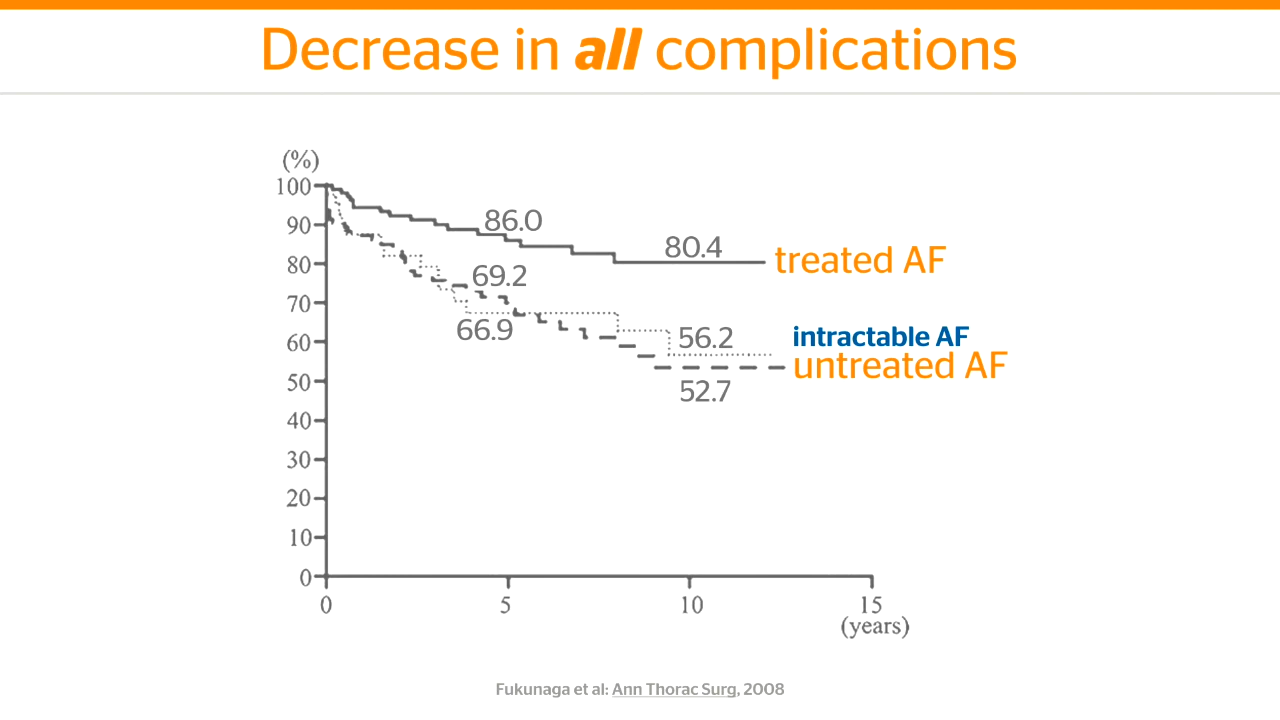 Decrease in all complications
(%)
100
90
80
70
60
50
40
30
20
10
0
86.0
80.4
treated AF
69.2
66.9
56.2
intractable AF
untreated AF
52.7
0 5 10 15
(years)
Fukunaga et al: Ann Thorac Surg, 2008